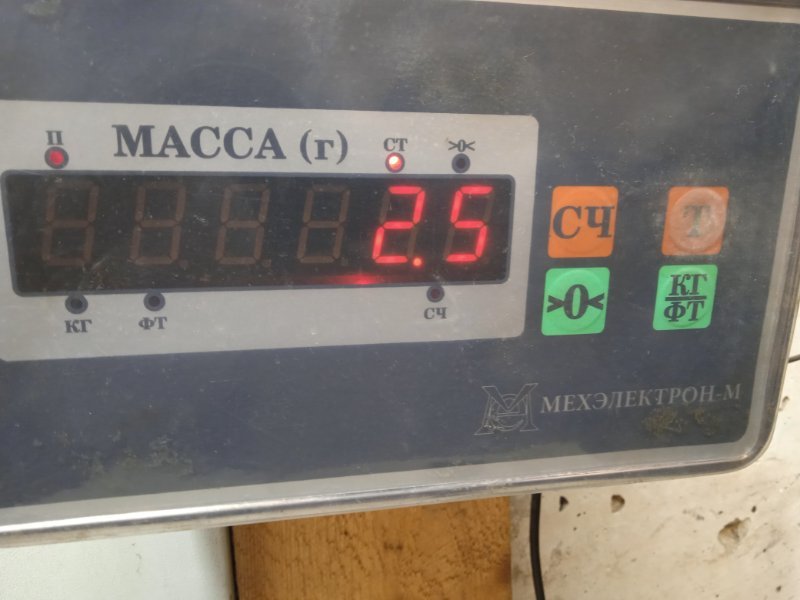 П МАССА (г) СТ >0<
2.5
КГ ФТ СЧ
СЧ Т
>0< КГ/ФТ
МЕХЭЛЕКТРОН-М